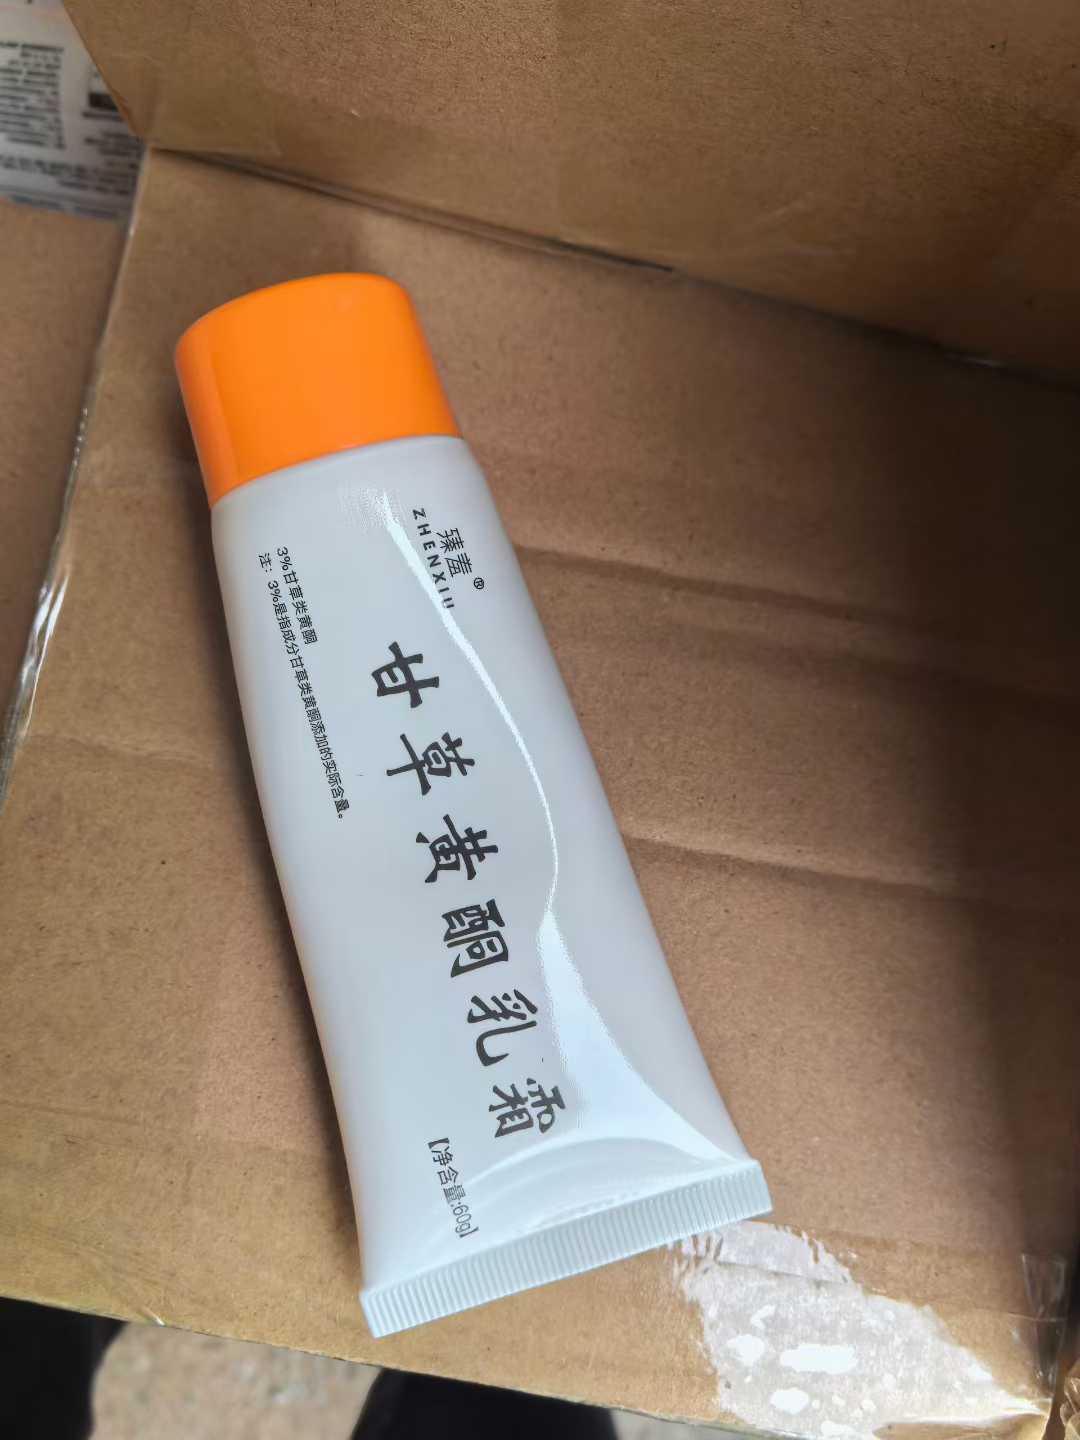 臻羞®
ZHENXIU
甘草黄酮乳霜
3%甘草类黄酮
注：3%是指成分甘草类黄酮添加的实际含量。
【净含量:60g】